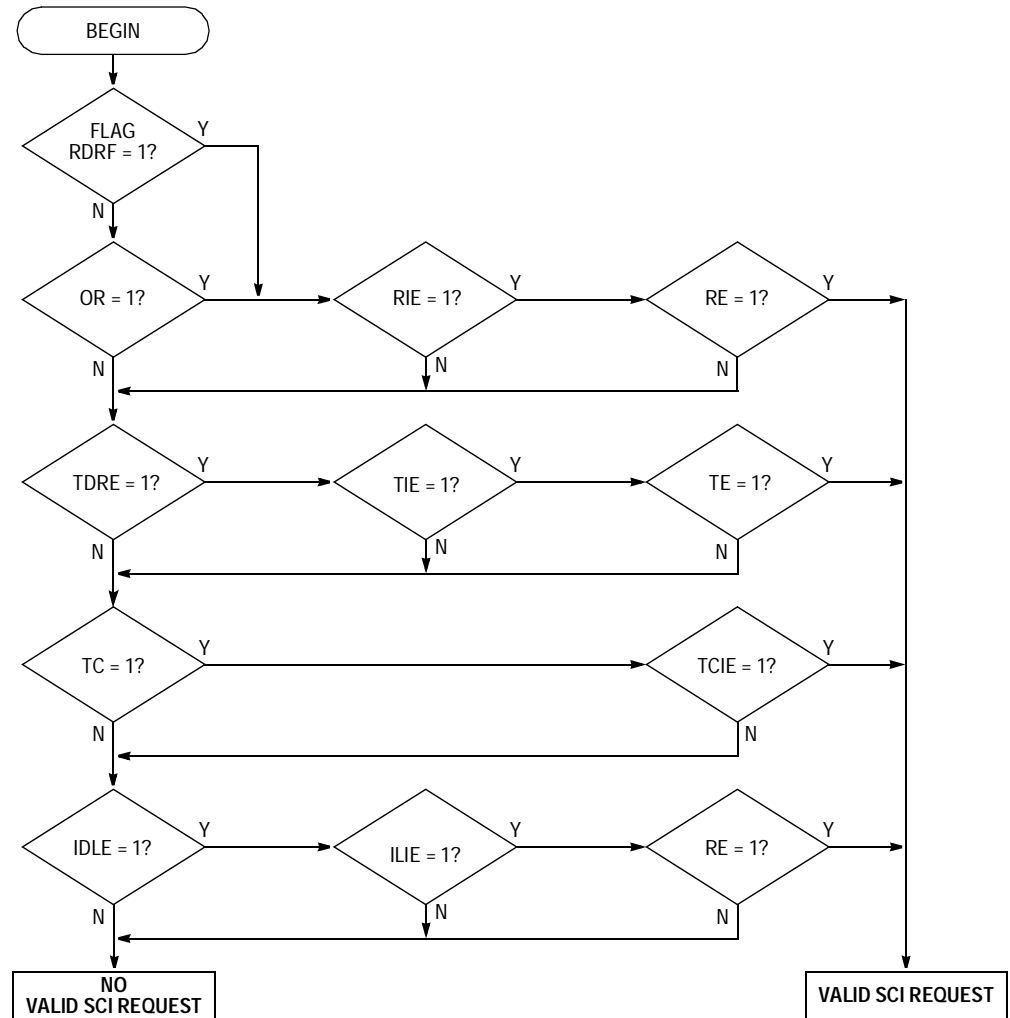 BEGIN
FLAG
RDRF = 1?
Y
N
OR = 1?
Y
RIE = 1?
Y
RE = 1?
Y
N
N
N
TDRE = 1?
Y
TIE = 1?
Y
TE = 1?
Y
N
N
N
TC = 1?
Y
TCIE = 1?
Y
N
N
IDLE = 1?
Y
ILIE = 1?
Y
RE = 1?
Y
N
N
N
NO
VALID SCI REQUEST
VALID SCI REQUEST